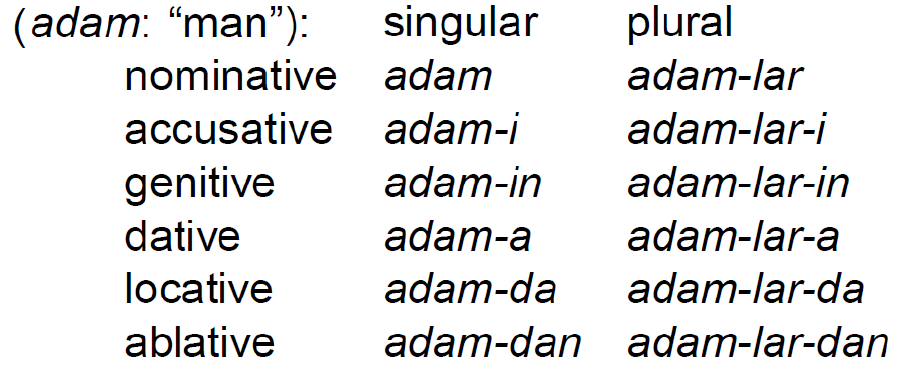 (adam: “man”): singular plural
nominative adam adam-lar
accusative adam-i adam-lar-i
genitive adam-in adam-lar-in
dative adam-a adam-lar-a
locative adam-da adam-lar-da
ablative adam-dan adam-lar-dan